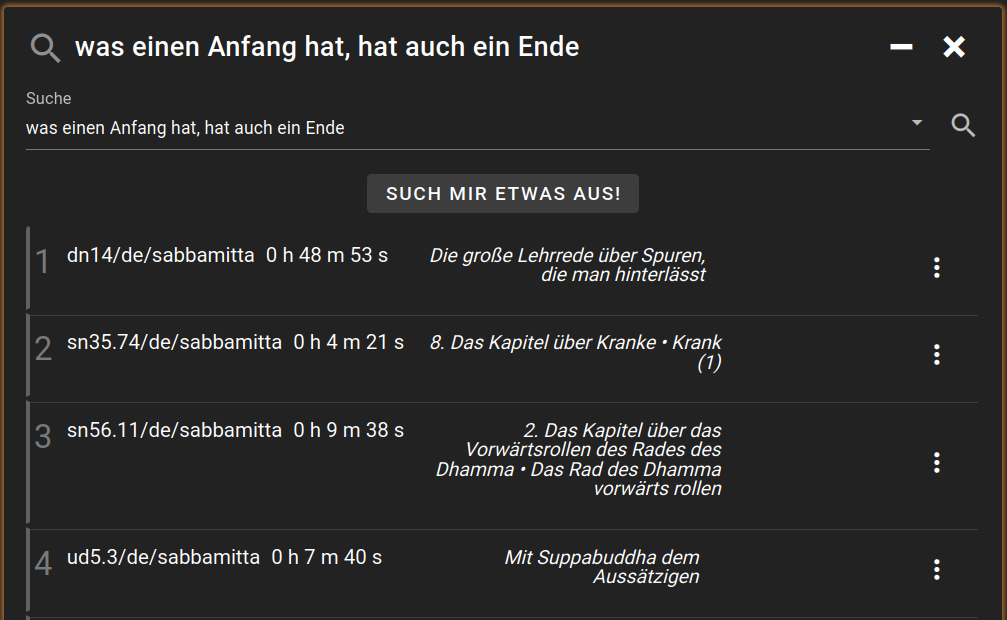 was einen Anfang hat, hat auch ein Ende
Suche
was einen Anfang hat, hat auch ein Ende
SUCH MIR ETWAS AUS!
1 dn14/de/sabbamitta 0 h 48 m 53 s Die große Lehrrede über Spuren,
die man hinterlässt
2 sn35.74/de/sabbamitta 0 h 4 m 21 s 8. Das Kapitel über Kranke • Krank
(1)
3 sn56.11/de/sabbamitta 0 h 9 m 38 s 2. Das Kapitel über das
Vorwärtsrollen des Rades des
Dhamma • Das Rad des Dhamma
vorwärts rollen
4 ud5.3/de/sabbamitta 0 h 7 m 40 s Mit Suppabuddha dem
Aussätzigen